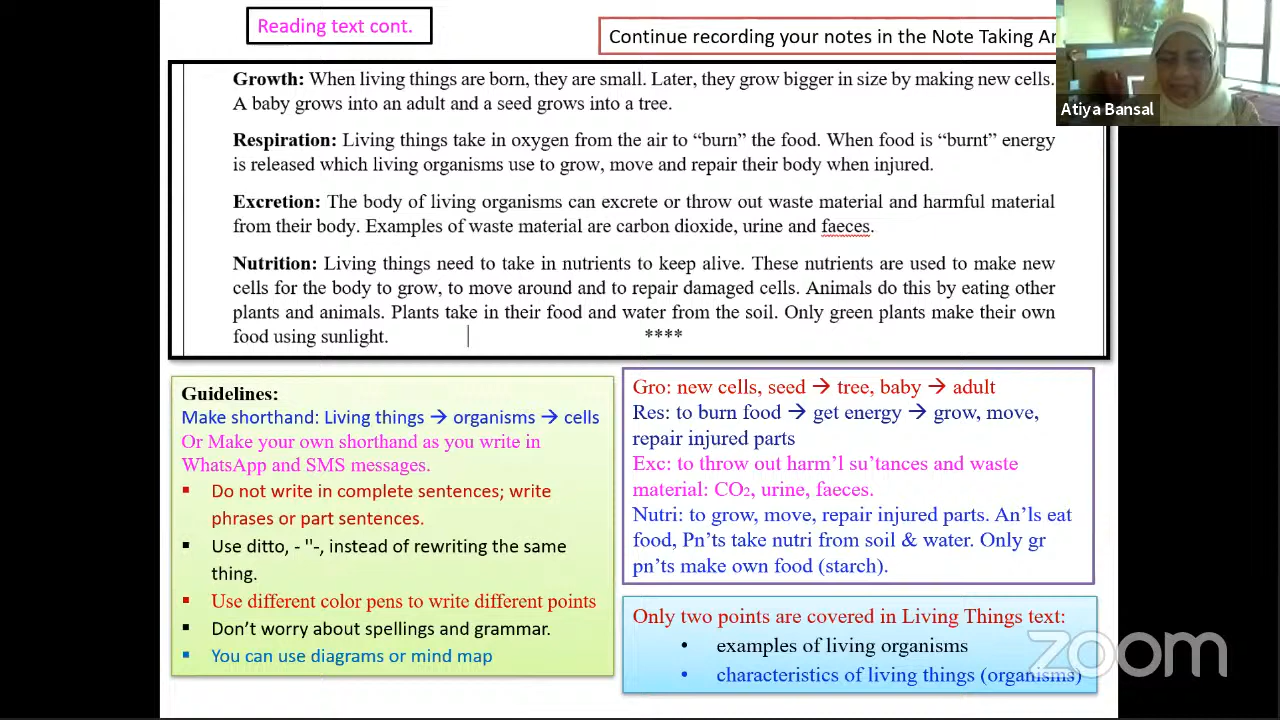 Reading text cont.
Continue recording your notes in the Note Taking
Atiya Bansal
Growth: When living things are born, they are small. Later, they grow bigger in size by making new cells.
A baby grows into an adult and a seed grows into a tree.
Respiration: Living things take in oxygen from the air to “burn” the food. When food is “burnt” energy
is released which living organisms use to grow, move and repair their body when injured.
Excretion: The body of living organisms can excrete or throw out waste material and harmful material
from their body. Examples of waste material are carbon dioxide, urine and faeces.
Nutrition: Living things need to take in nutrients to keep alive. These nutrients are used to make new
cells for the body to grow, to move around and to repair damaged cells. Animals do this by eating other
plants and animals. Plants take in their food and water from the soil. Only green plants make their own
food using sunlight. ****
Guidelines:
Make shorthand: Living things → organisms → cells
Or Make your own shorthand as you write in
WhatsApp and SMS messages.
▪ Do not write in complete sentences; write
phrases or part sentences.
▪ Use ditto, - "-, instead of rewriting the same
thing.
▪ Use different color pens to write different points
▪ Don’t worry about spellings and grammar.
▪ You can use diagrams or mind map
Gro: new cells, seed → tree, baby → adult
Res: to burn food → get energy → grow, move,
repair injured parts
Exc: to throw out harm’l su’tances and waste
material: CO₂, urine, faeces.
Nutri: to grow, move, repair injured parts. An’ls eat
food, Pn’ts take nutri from soil & water. Only gr
pn’ts make own food (starch).
Only two points are covered in Living Things text:
• examples of living organisms
• characteristics of living things (organisms)
zoom